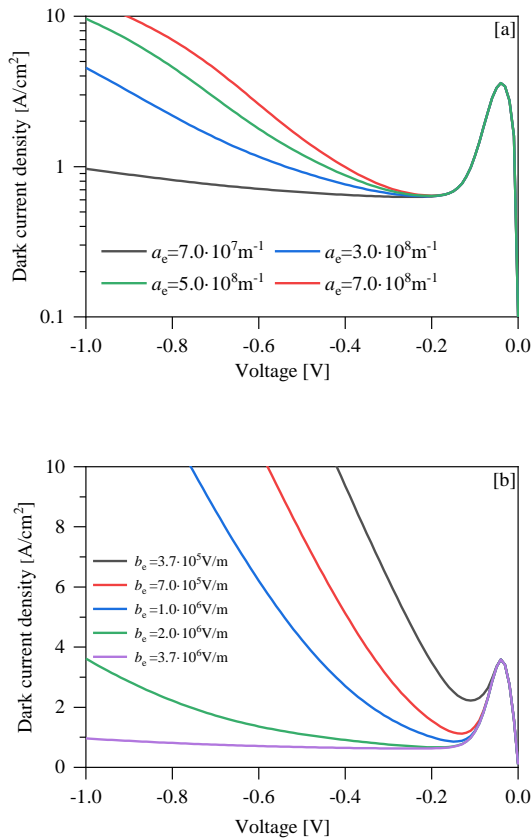 [a]
Dark current density [A/cm²]
10
1
0.1
aₑ=7.0·10⁷m⁻¹ aₑ=3.0·10⁸m⁻¹
aₑ=5.0·10⁸m⁻¹ aₑ=7.0·10⁸m⁻¹
-1.0 -0.8 -0.6 -0.4 -0.2 0.0
Voltage [V]
[b]
Dark current density [A/cm²]
10
8
6
4
2
0
bₑ=3.7·10⁵V/m
bₑ=7.0·10⁵V/m
bₑ=1.0·10⁶V/m
bₑ=2.0·10⁶V/m
bₑ=3.7·10⁶V/m
-1.0 -0.8 -0.6 -0.4 -0.2 0.0
Voltage [V]